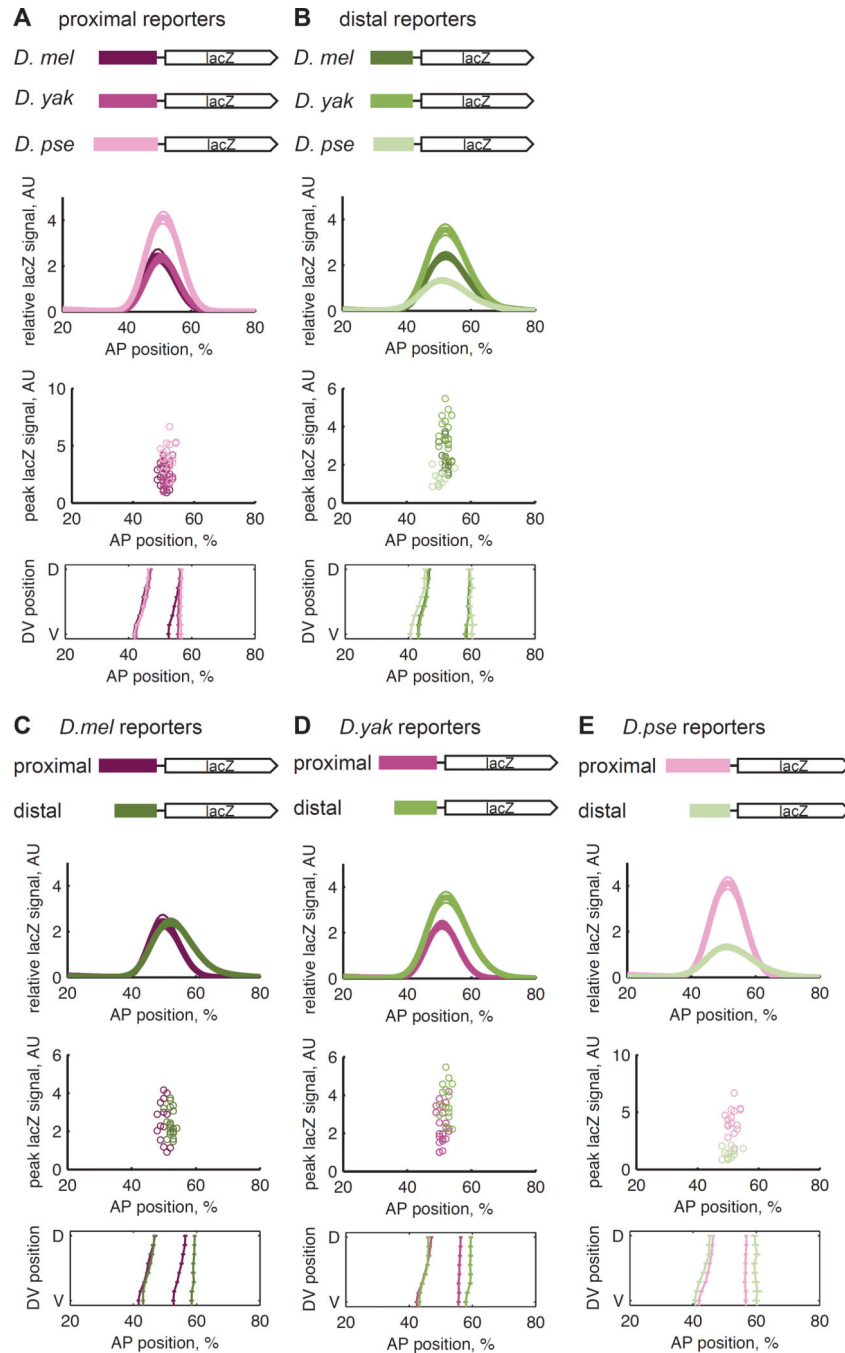 A proximal reporters
D. mel lacZ
D. yak lacZ
D. pse lacZ
relative lacZ signal, AU
4
2
0
20 40 60 80
AP position, %
peak lacZ signal, AU
10
5
0
20 40 60 80
AP position, %
DV position
D
V
20 40 60 80
AP position, %
B distal reporters
D. mel lacZ
D. yak lacZ
D. pse lacZ
relative lacZ signal, AU
4
2
0
20 40 60 80
AP position, %
peak lacZ signal, AU
6
4
2
0
20 40 60 80
AP position, %
DV position
D
V
20 40 60 80
AP position, %
C D.mel reporters
proximal lacZ
distal lacZ
relative lacZ signal, AU
4
2
0
20 40 60 80
AP position, %
peak lacZ signal, AU
6
4
2
0
20 40 60 80
AP position, %
DV position
D
V
20 40 60 80
AP position, %
D D.yak reporters
proximal lacZ
distal lacZ
relative lacZ signal, AU
4
2
0
20 40 60 80
AP position, %
peak lacZ signal, AU
6
4
2
0
20 40 60 80
AP position, %
DV position
D
V
20 40 60 80
AP position, %
E D.pse reporters
proximal lacZ
distal lacZ
relative lacZ signal, AU
4
2
0
20 40 60 80
AP position, %
peak lacZ signal, AU
10
5
0
20 40 60 80
AP position, %
DV position
D
V
20 40 60 80
AP position, %